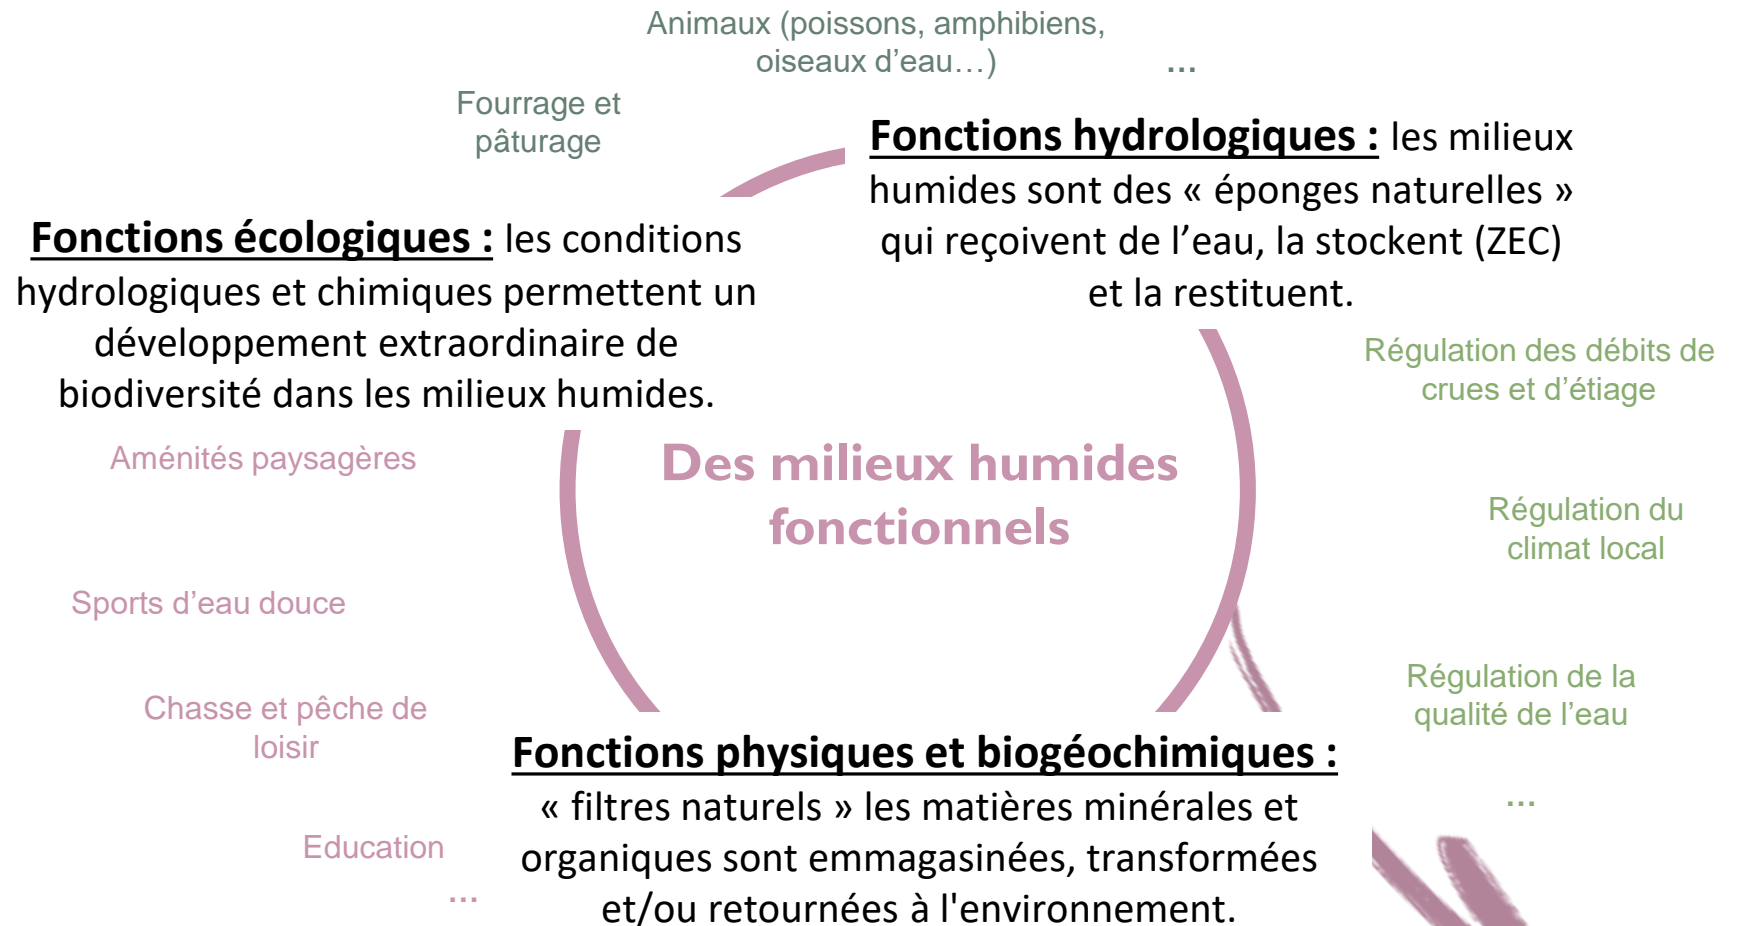 Animaux (poissons, amphibiens,
oiseaux d’eau…)
…
Fourrage et
pâturage
Fonctions hydrologiques : les milieux
humides sont des « éponges naturelles »
qui reçoivent de l’eau, la stockent (ZEC)
et la restituent.
Fonctions écologiques : les conditions
hydrologiques et chimiques permettent un
développement extraordinaire de
biodiversité dans les milieux humides.
Régulation des débits de
crues et d’étiage
Aménités paysagères
Des milieux humides
fonctionnels
Régulation du
climat local
Sports d’eau douce
Régulation de la
qualité de l’eau
Chasse et pêche de
loisir
Fonctions physiques et biogéochimiques :
« filtres naturels » les matières minérales et
organiques sont emmagasinées, transformées
et/ou retournées à l'environnement.
…
Education
…